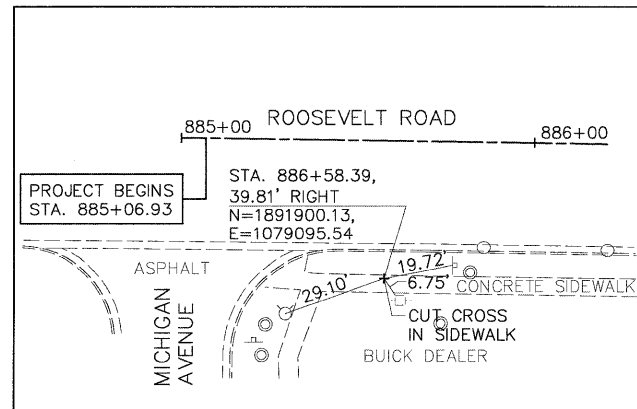 ROOSEVELT ROAD
885+00
886+00
PROJECT BEGINS
STA. 885+06.93
STA. 886+58.39,
39.81' RIGHT
N=1891900.13,
E=1079095.54
ASPHALT
19.72'
29.10'
6.75'
CONCRETE SIDEWALK
CUT CROSS
IN SIDEWALK
MICHIGAN
AVENUE
BUICK DEALER